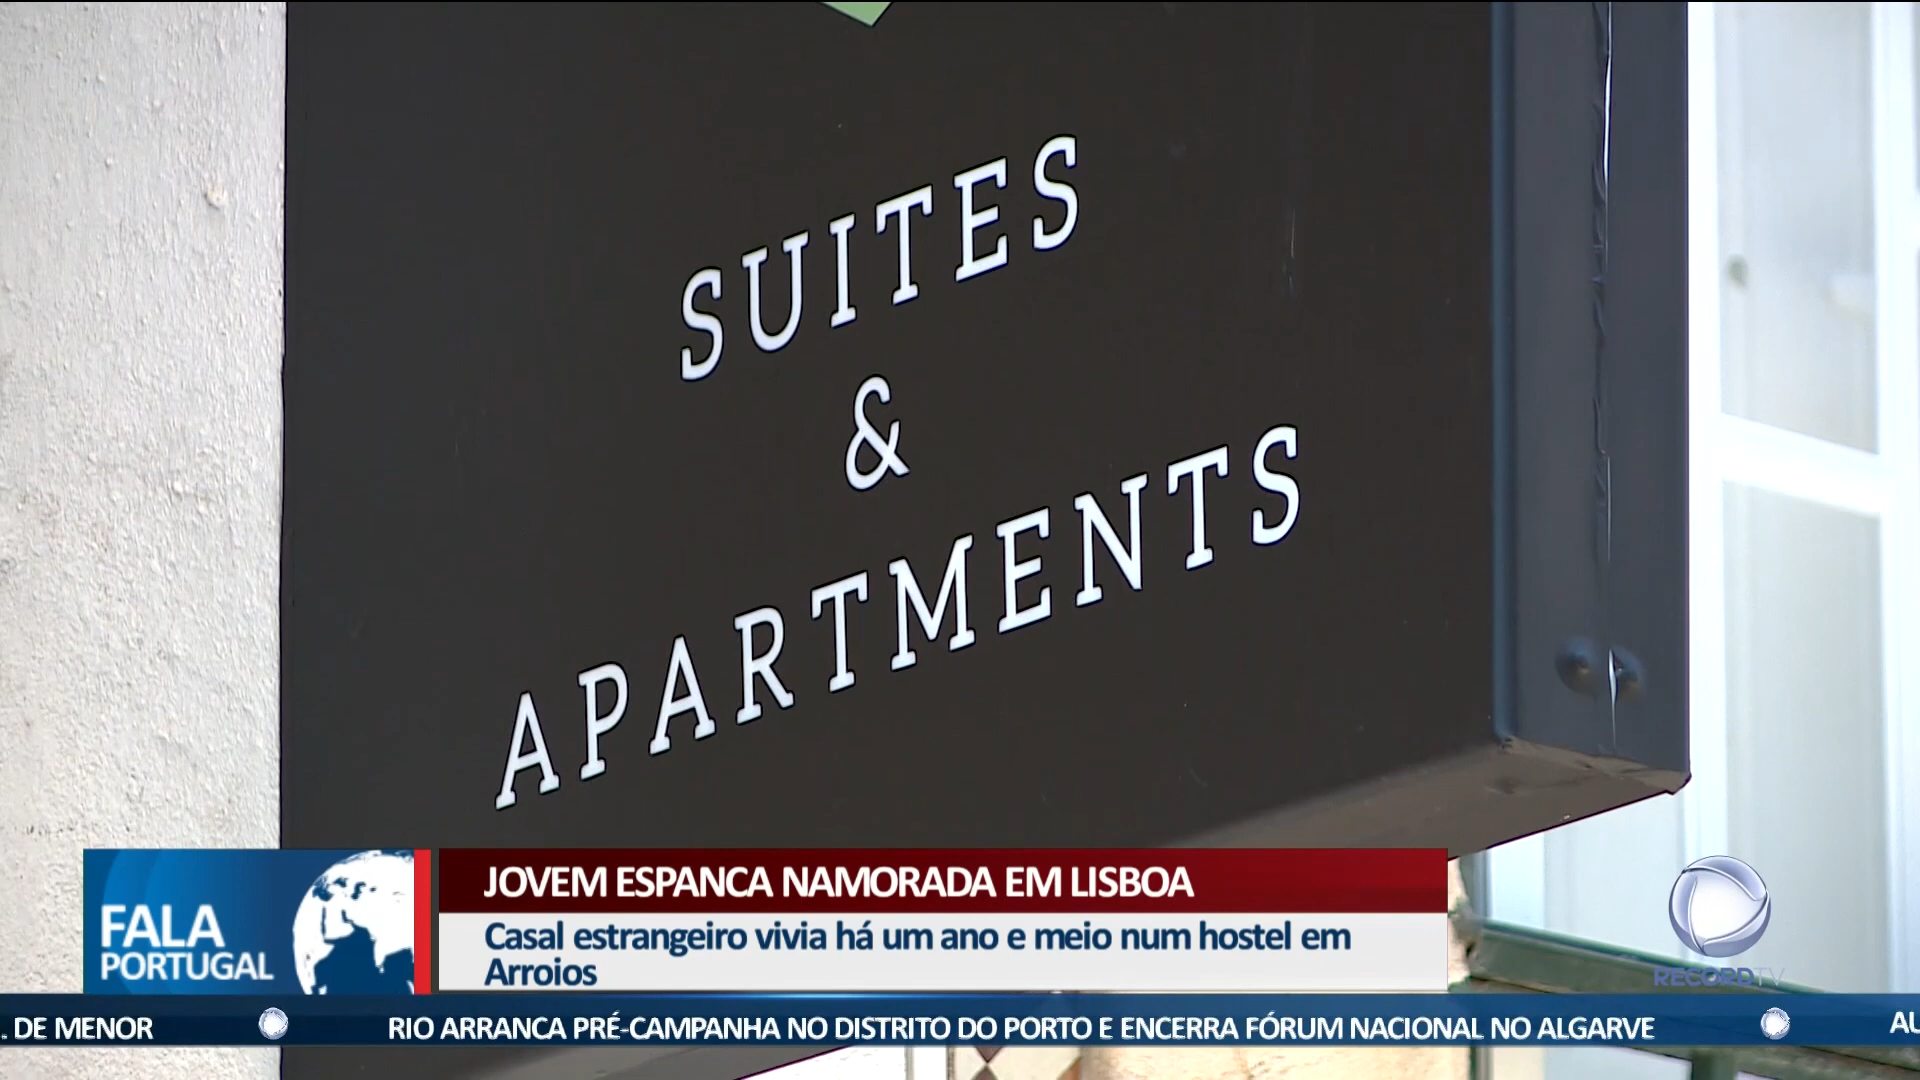 SUITES
&
APARTMENTS
JOVEM ESPANCA NAMORADA EM LISBOA
Casal estrangeiro vivia há um ano e meio num hostel em
Arroios
FALA
PORTUGAL
RECORD TV
. DE MENOR
RIO ARRANCA PRÉ-CAMPANHA NO DISTRITO DO PORTO E ENCERRA FÓRUM NACIONAL NO ALGARVE
AU